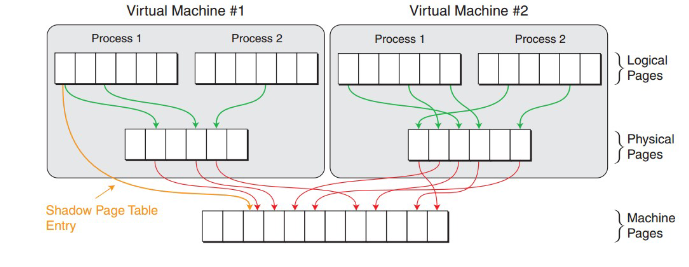 Virtual Machine #1
Virtual Machine #2
Process 1
Process 2
Process 1
Process 2
Logical
Pages
Physical
Pages
Shadow Page Table
Entry
Machine
Pages